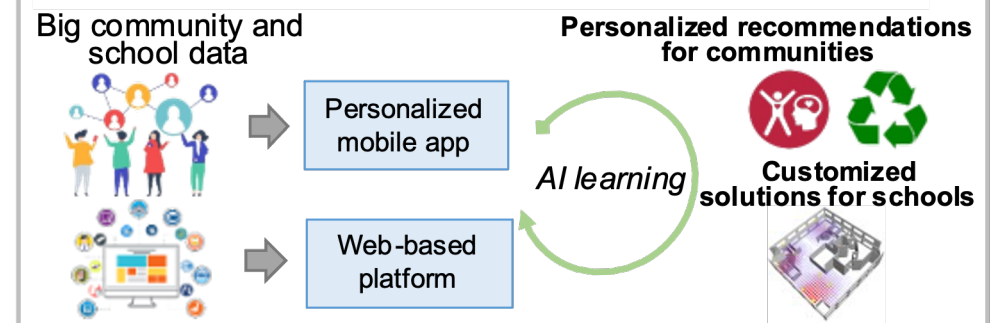 Big community and
school data
Personalized
mobile app
Web-based
platform
AI learning
Personalized recommendations
for communities
Customized
solutions for schools